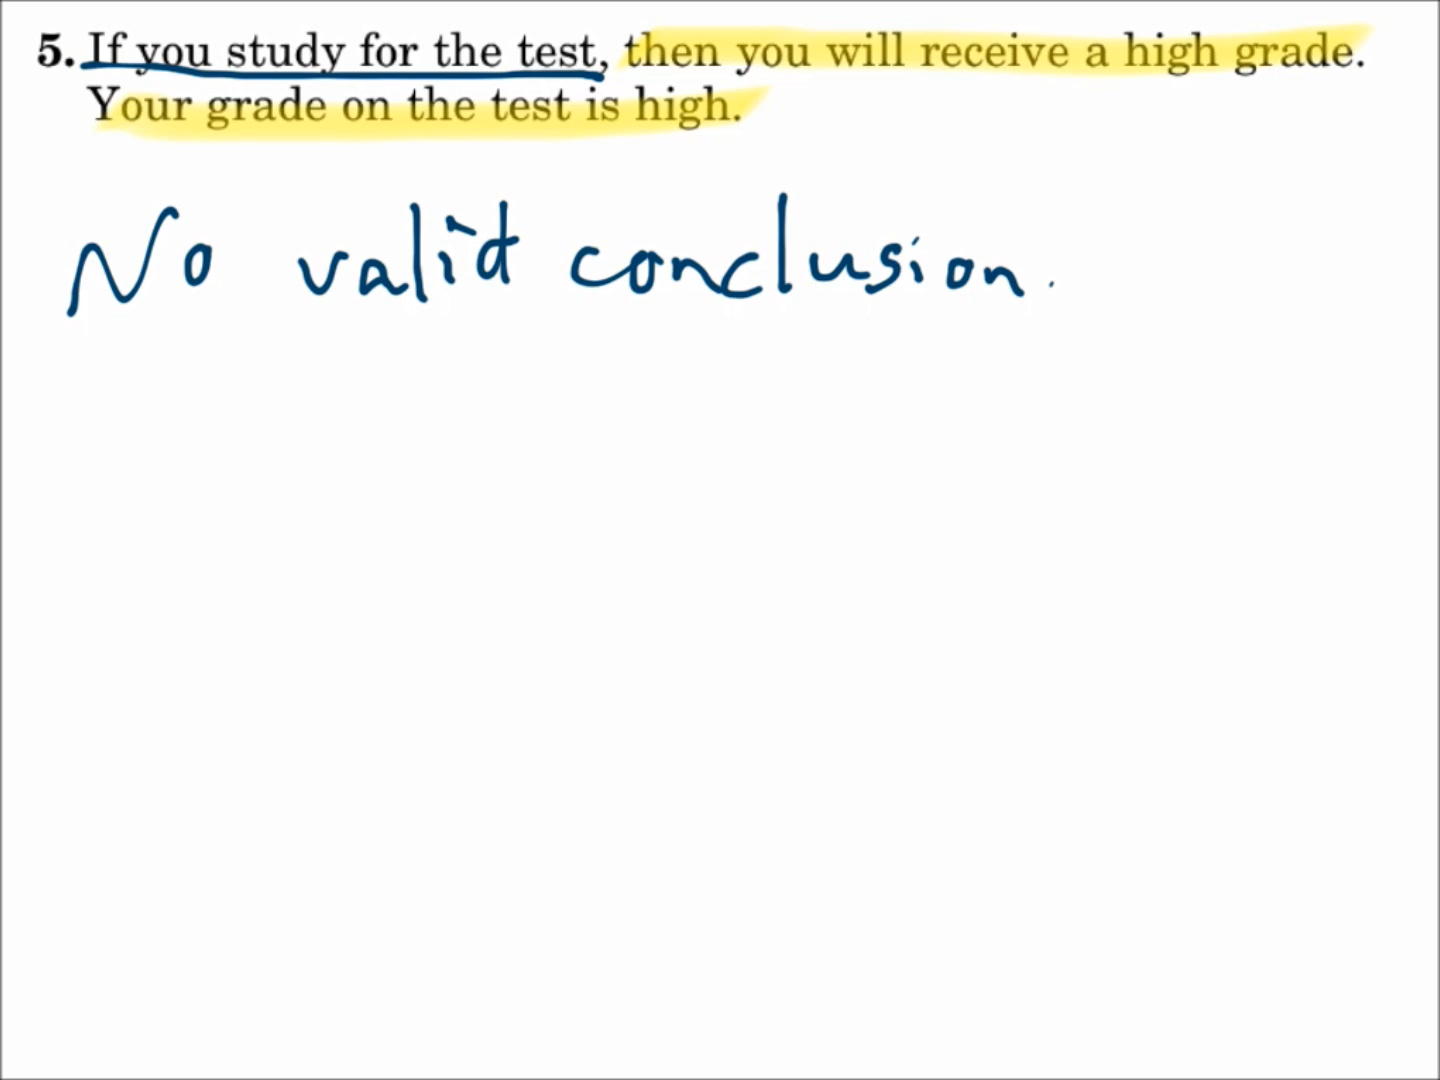 5. If you study for the test, then you will receive a high grade.
Your grade on the test is high.
No valid conclusion.